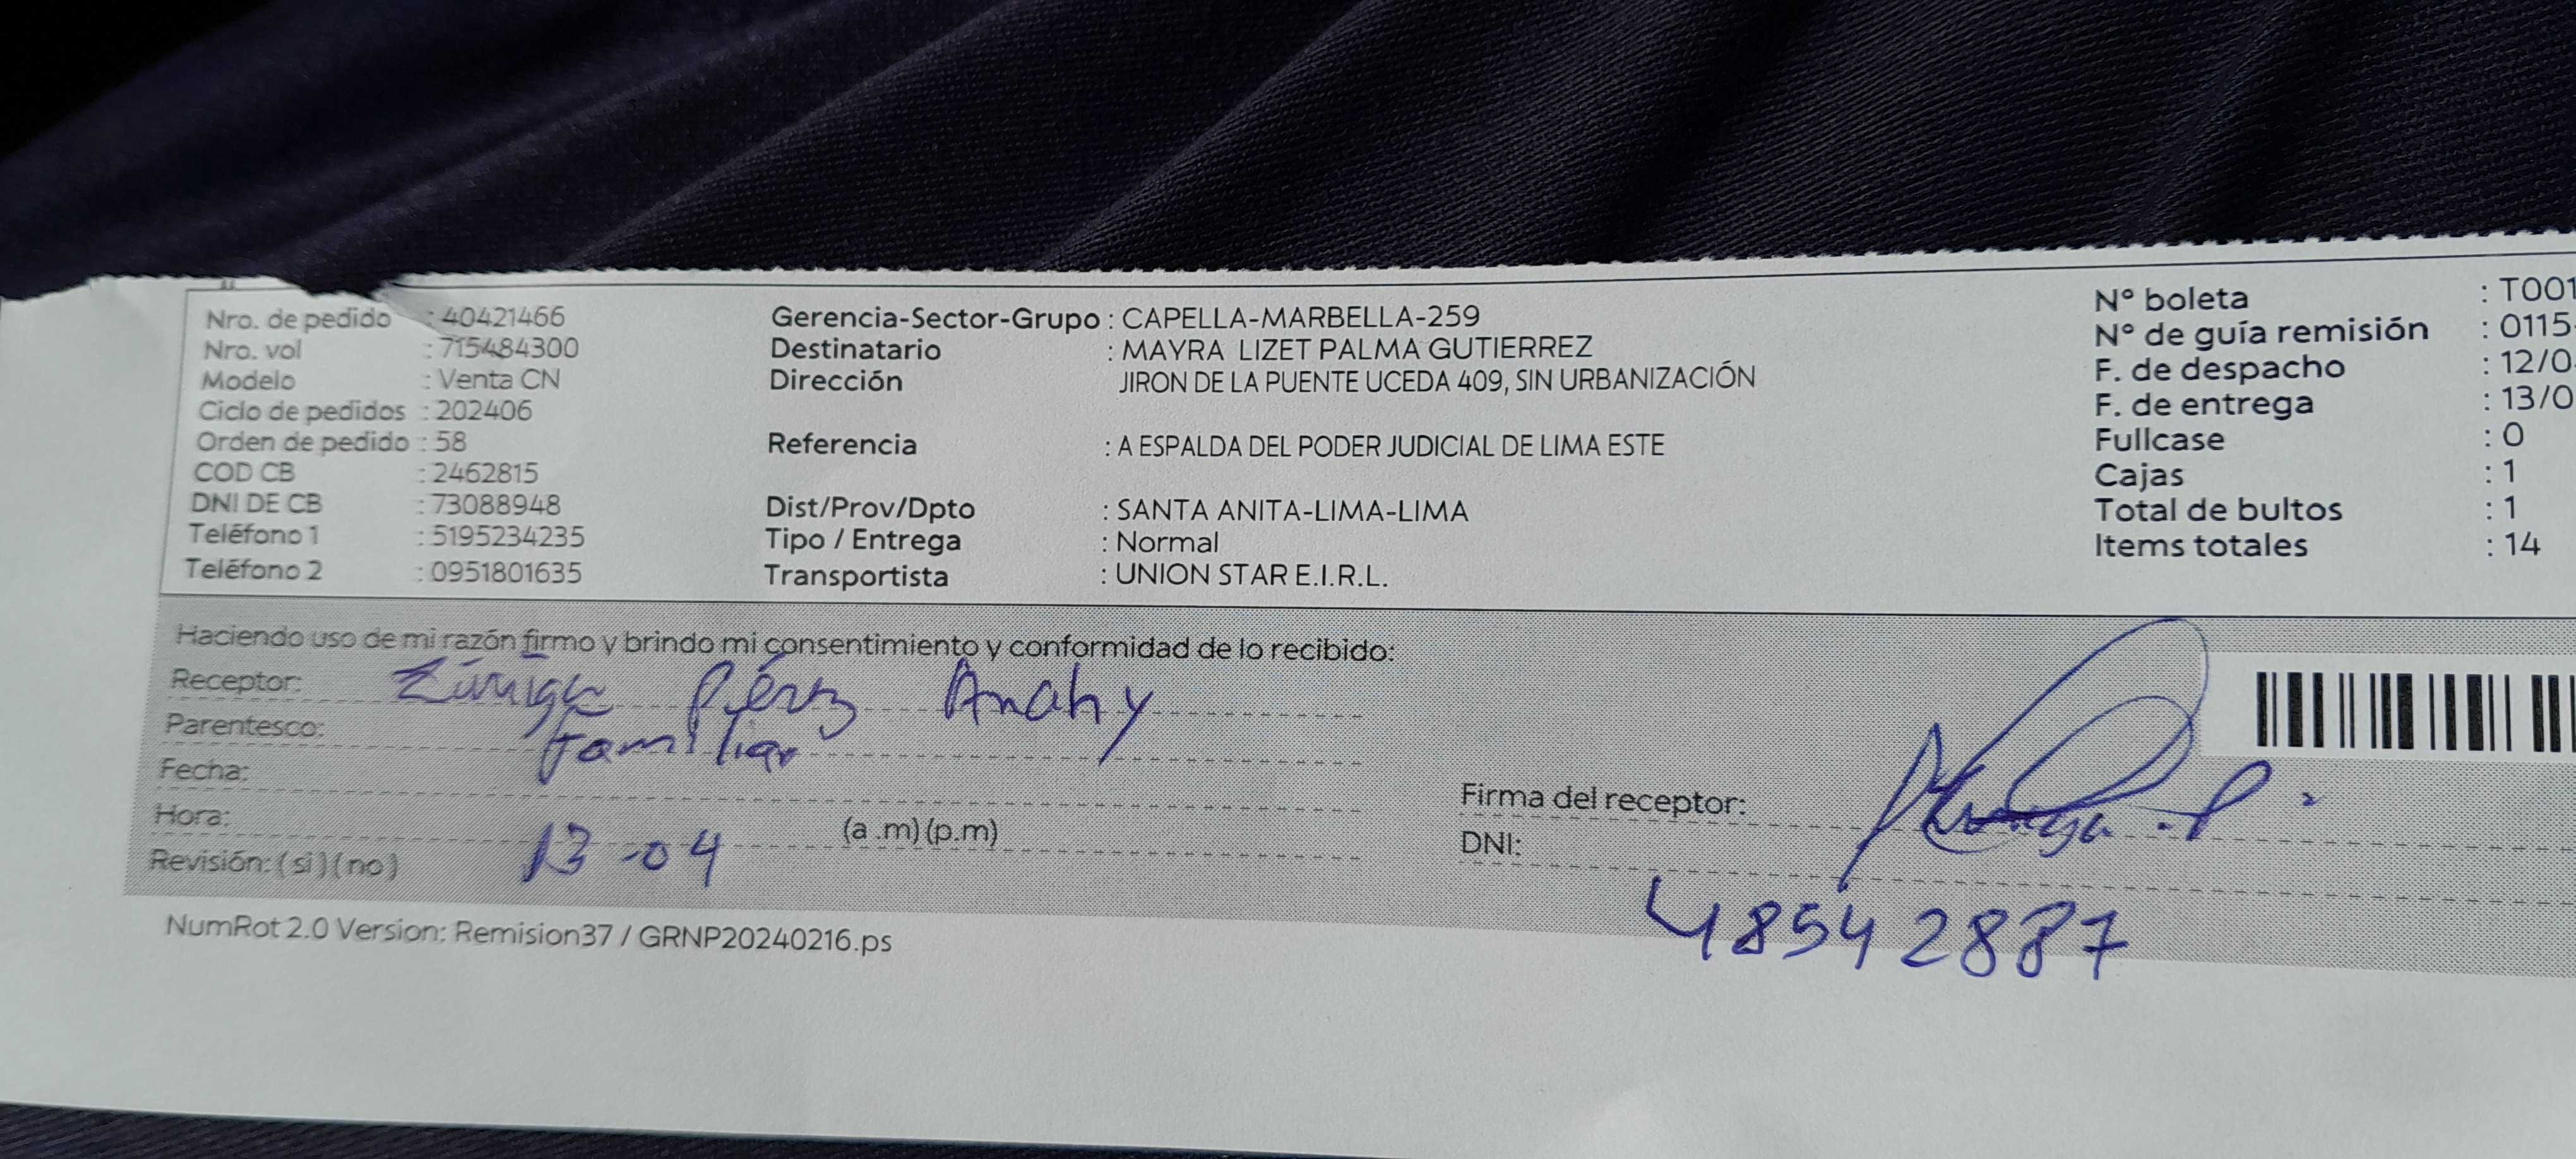 Nro. de pedido : 40421466
Nro. vol : 715484300
Modelo : Venta CN
Ciclo de pedidos : 202406
Orden de pedido : 58
COD CB : 2462815
DNI DE CB : 73088948
Teléfono 1 : 5195234235
Teléfono 2 : 0951801635
Gerencia-Sector-Grupo : CAPELLA-MARBELLA-259
Destinatario : MAYRA LIZET PALMA GUTIERREZ
Dirección JIRON DE LA PUENTE UCEDA 409, SIN URBANIZACIÓN
Referencia : A ESPALDA DEL PODER JUDICIAL DE LIMA ESTE
Dist/Prov/Dpto : SANTA ANITA-LIMA-LIMA
Tipo / Entrega : Normal
Transportista : UNION STAR E.I.R.L.
Nº boleta : T001
Nº de guía remisión : 0115
F. de despacho : 12/0
F. de entrega : 13/0
Fullcase : 0
Cajas : 1
Total de bultos : 1
Items totales : 14
Haciendo uso de mi razón firmo y brindo mi consentimiento y conformidad de lo recibido:
Receptor: Zúñiga Pérez Anahy
Parentesco: familiar
Fecha:
Hora: (a .m) (p.m)
Revisión: ( si ) ( no ) 13-04
Firma del receptor:
DNI:
48542887
NumRot 2.0 Version: Remision37 / GRNP20240216.ps